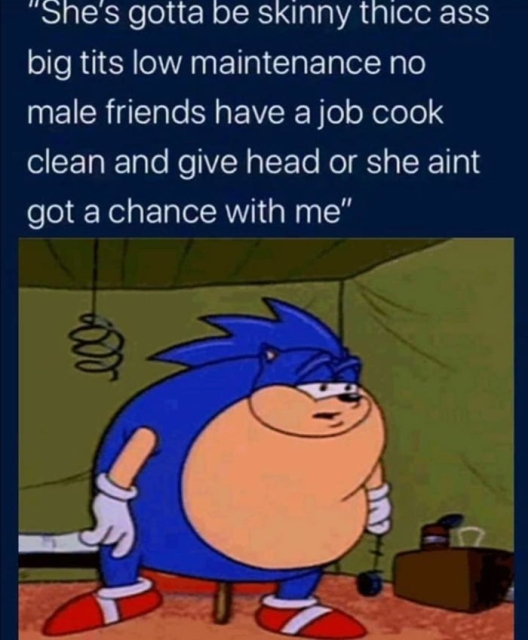 "She's gotta be skinny thicc ass
big tits low maintenance no
male friends have a job cook
clean and give head or she aint
got a chance with me"